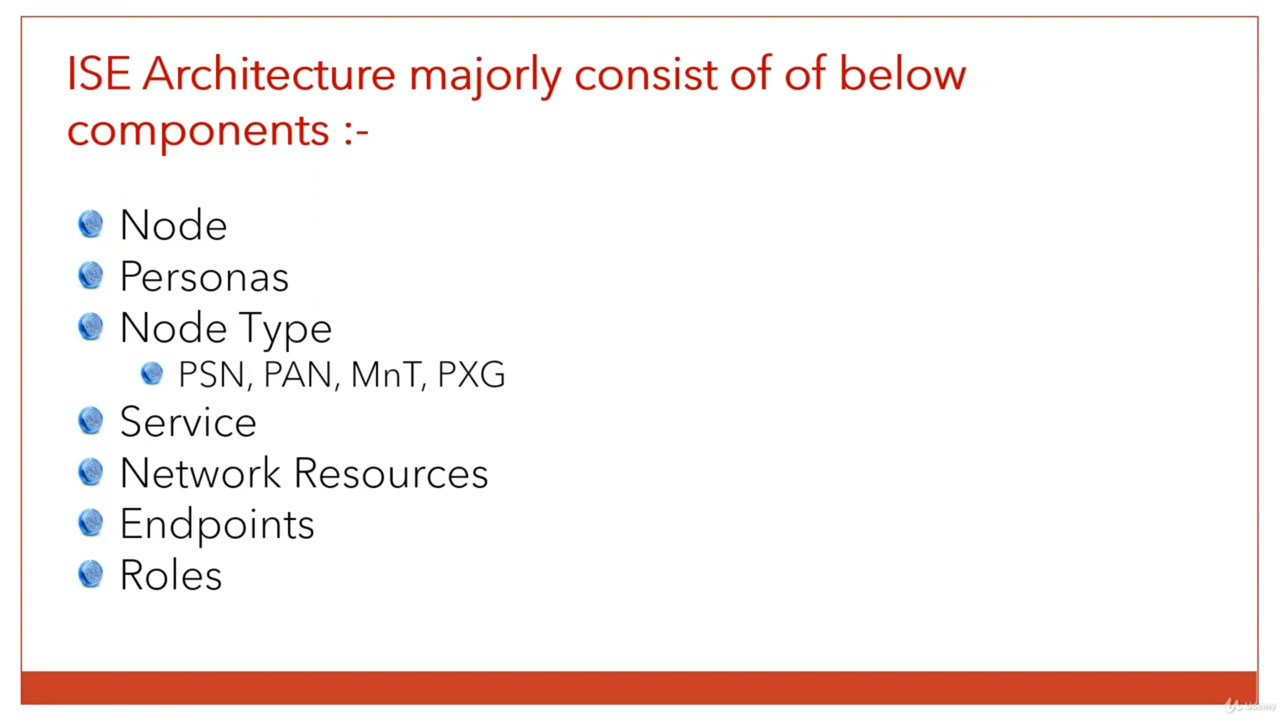 ISE Architecture majorly consist of of below
components :-
Node
Personas
Node Type
PSN, PAN, MnT, PXG
Service
Network Resources
Endpoints
Roles
Udemy